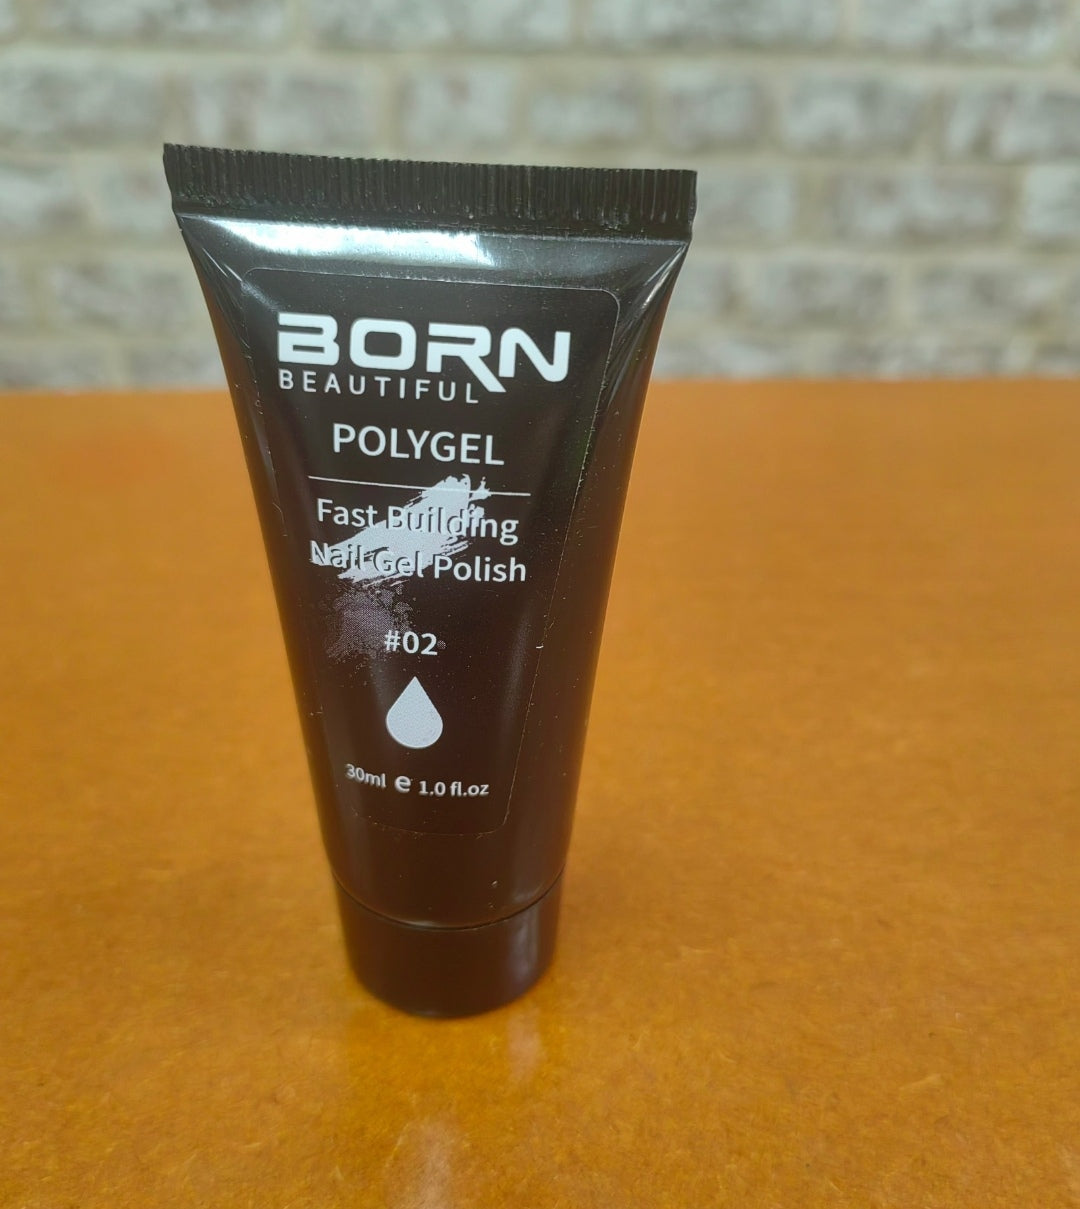 BORN
BEAUTIFUL
POLYGEL
Fast Building
Nail Gel Polish
#02
30ml e 1.0 fl.oz